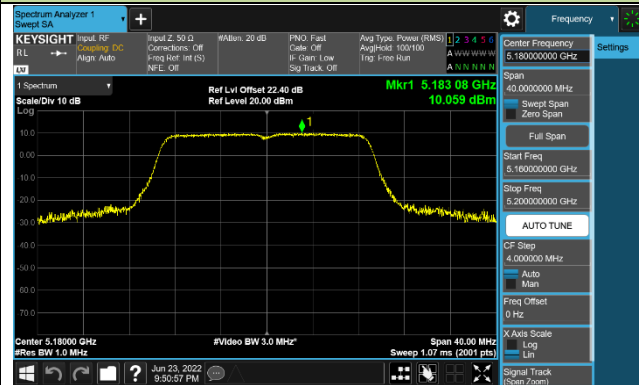 Spectrum Analyzer 1
Swept SA
Frequency
KEYSIGHT
RL
Input: RF
Coupling: DC
Align: Auto
Input Z: 50 Ω
Corrections: Off
Freq Ref: Int (S)
NFE: Off
#Atten: 20 dB
PNO: Fast
Gate: Off
IF Gain: Low
Sig Track: Off
Avg Type: Power (RMS)
Avg|Hold: 100/100
Trig: Free Run
1 2 3 4 5 6
A W W W W W
A N N N N N
LXI
1 Spectrum
Scale/Div 10 dB
Ref Lvl Offset 22.40 dB
Ref Level 20.00 dBm
Mkr1 5.183 08 GHz
10.059 dBm
Log
1
10.0
0.00
-10.0
-20.0
-30.0
-40.0
-50.0
-60.0
-70.0
Center 5.18000 GHz
#Res BW 1.0 MHz
#Video BW 3.0 MHz*
Span 40.00 MHz
Sweep 1.07 ms (2001 pts)
Center Frequency
5.180000000 GHz
Settings
Span
40.0000000 MHz
Swept Span
Zero Span
Full Span
Start Freq
5.160000000 GHz
Stop Freq
5.200000000 GHz
AUTO TUNE
CF Step
4.000000 MHz
Auto
Man
Freq Offset
0 Hz
X Axis Scale
Log
Lin
Signal Track
(Span Zoom)
?
Jun 23, 2022
9:50:57 PM